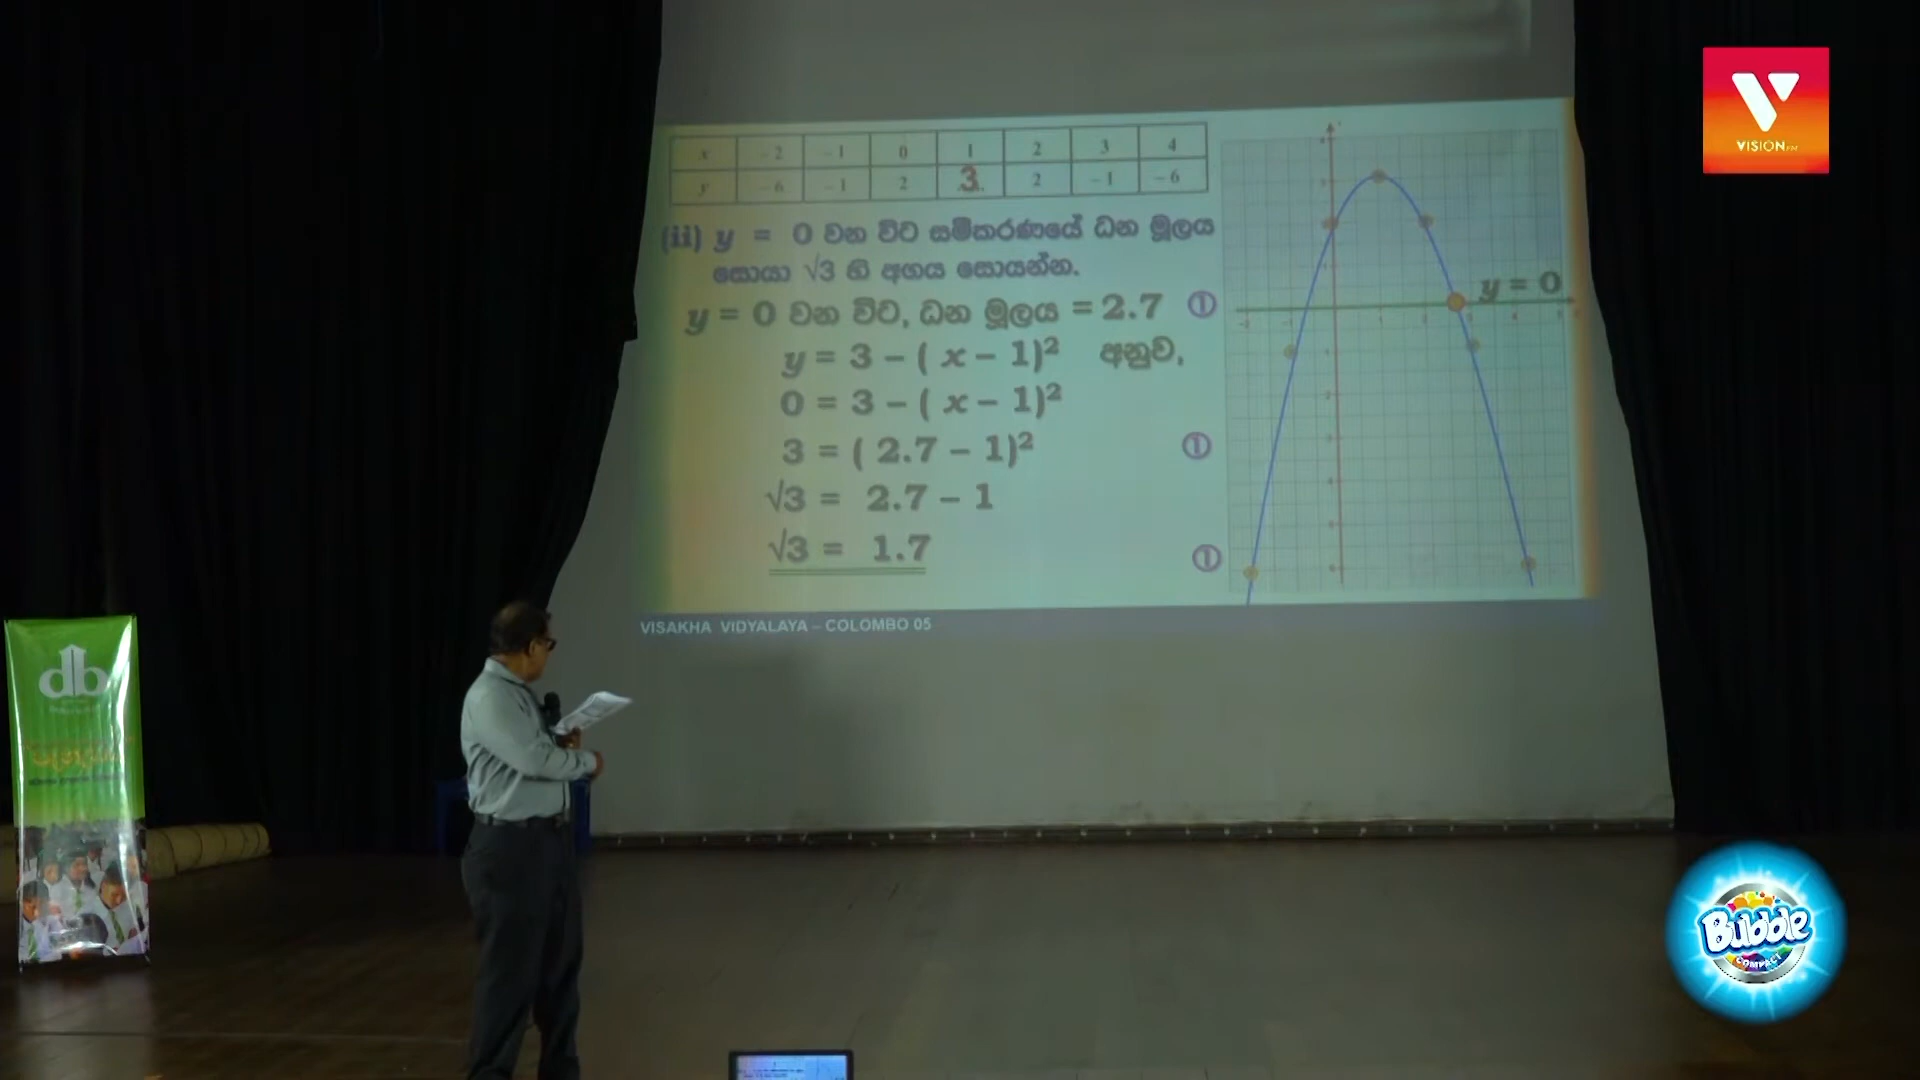 x -2 -1 0 1 2 3 4
y -6 -1 2 3 2 -1 -6
(ii) y = 0 වන විට සමීකරණයේ ධන මූලය
සොයා √3 හි අගය සොයන්න.
y = 0 වන විට, ධන මූලය = 2.7 ①
y = 3 - ( x - 1)² අනුව,
0 = 3 - ( x - 1)²
3 = ( 2.7 - 1)² ①
√3 = 2.7 - 1
√3 = 1.7 ①
y = 0
VISAKHA VIDYALAYA – COLOMBO 05
VISION FM
db
Bubble
COMPACT